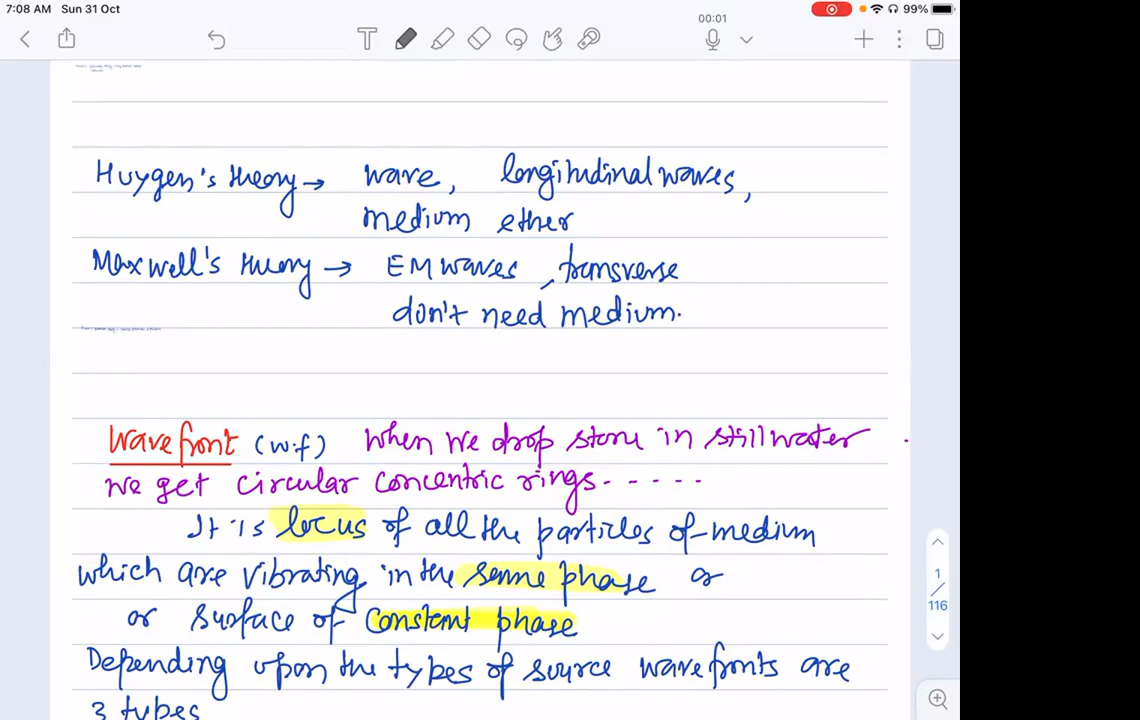 7:08 AM Sun 31 Oct
99%
00:01
Huygen's theory → wave, longitudinal waves,
medium ether
Maxwell's theory → EM waves, transverse
don't need medium.
Wavefront (w.f) when we drop stone in still water
we get circular concentric rings- - - - - -
It is locus of all the particles of medium
which are vibrating in the same phase or
or surface of constant phase
Depending upon the types of source wavefronts are
3 types
1
/
116